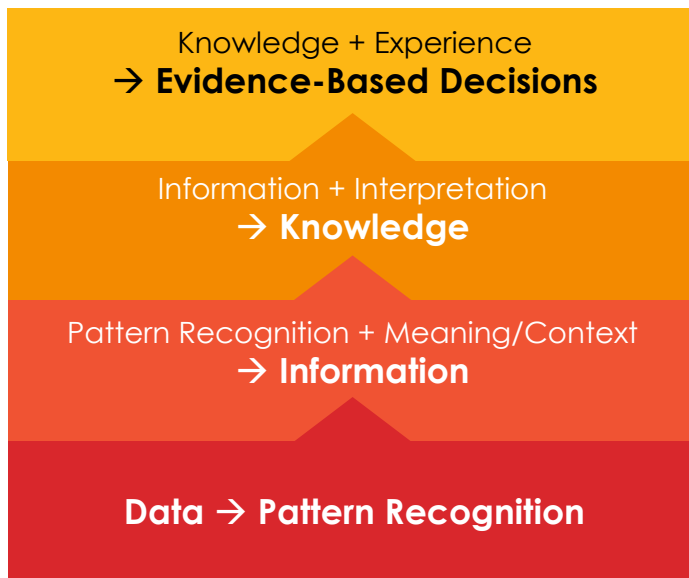 Knowledge + Experience
→ Evidence-Based Decisions
Information + Interpretation
→ Knowledge
Pattern Recognition + Meaning/Context
→ Information
Data → Pattern Recognition